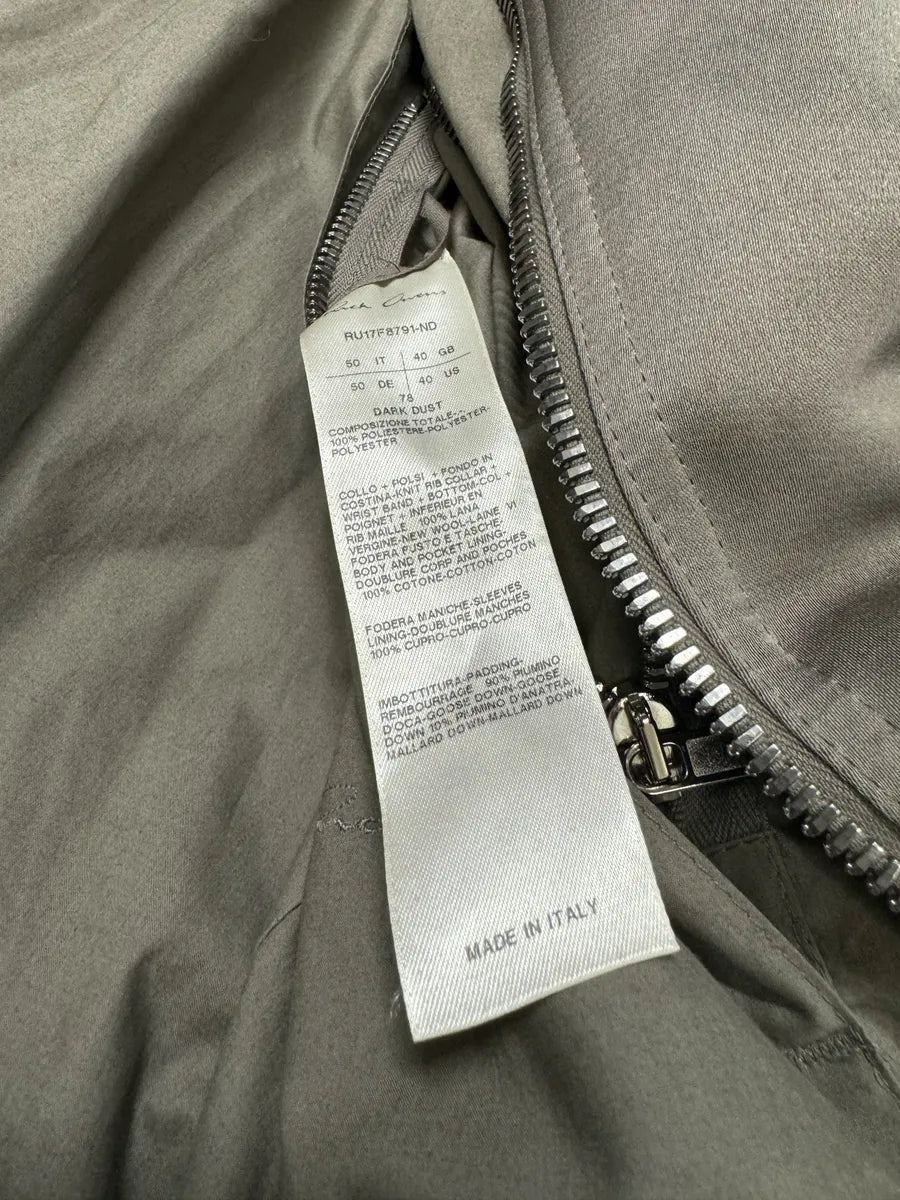 Rick Owens
RU17F8791-ND
50 IT 40 GB
50 DE 40 US
78
DARK DUST
COMPOSIZIONE TOTALE-.-
100% POLIESTERE-POLYESTER-
POLYESTER
COLLO + POLSI + FONDO IN
COSTINA-KNIT RIB COLLAR +
WRIST BAND + BOTTOM-COL +
POIGNET + INFERIEUR EN
RIB MAILLE 100% LANA
VERGINE-NEW WOOL-LAINE VI
FODERA FUSTO E TASCHE-
BODY AND POCKET LINING-
DOUBLURE CORP AND POCHES
100% COTONE-COTTON-COTON
FODERA MANICHE-SLEEVES
LINING-DOUBLURE MANCHES
100% CUPRO-CUPRO-CUPRO
IMBOTTITURA-PADDING-
REMBOURRAGE 90% PIUMINO
D'OCA-GOOSE DOWN-GOOSE
DOWN 10% PIUMINO D'ANATRA-
MALLARD DOWN-MALLARD DOWN
MADE IN ITALY